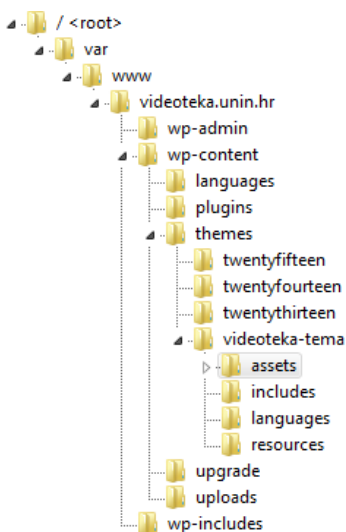 / <root>
var
www
videoteka.unin.hr
wp-admin
wp-content
languages
plugins
themes
twentyfifteen
twentyfourteen
twentythirteen
videoteka-tema
assets
includes
languages
resources
upgrade
uploads
wp-includes